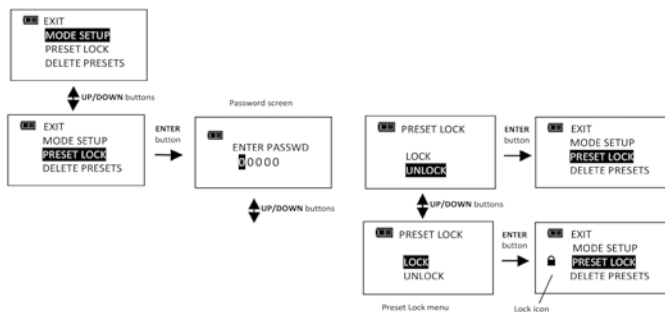 EXIT
MODE SETUP
PRESET LOCK
DELETE PRESETS
UP/DOWN buttons
EXIT
MODE SETUP
PRESET LOCK
DELETE PRESETS
ENTER
button
Password screen
ENTER PASSWD
00000
UP/DOWN buttons
PRESET LOCK
LOCK
UNLOCK
ENTER
button
EXIT
MODE SETUP
PRESET LOCK
DELETE PRESETS
UP/DOWN buttons
PRESET LOCK
LOCK
UNLOCK
ENTER
button
EXIT
MODE SETUP
PRESET LOCK
DELETE PRESETS
Preset Lock menu
Lock icon